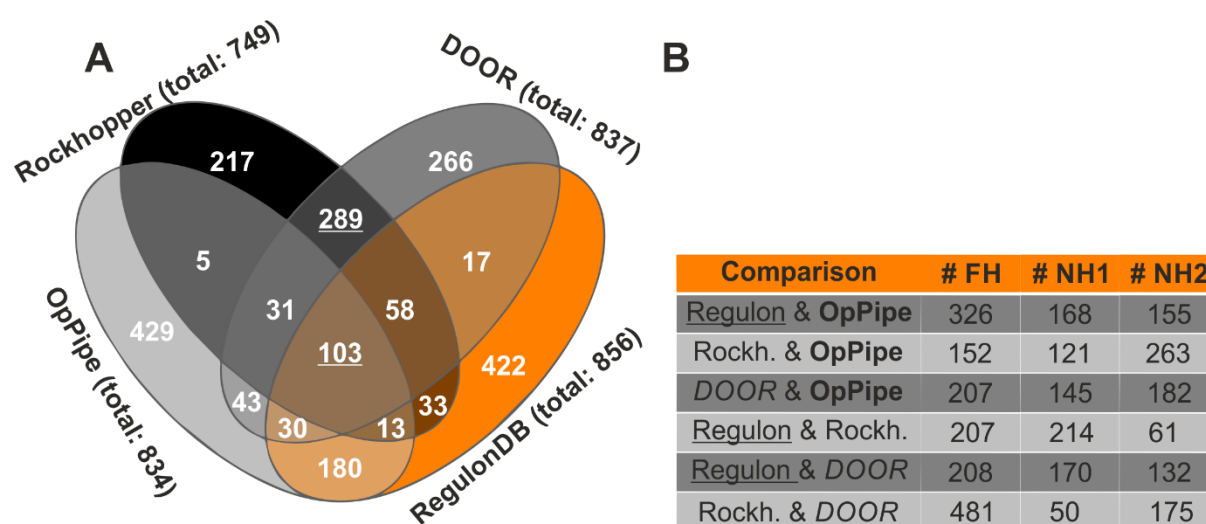 A
B
Rockhopper (total: 749)
DOOR (total: 837)
OpPipe (total: 834)
RegulonDB (total: 856)
217
266
289
5
17
31
58
429
103
422
43
33
30
13
180
Comparison # FH # NH1 # NH2
Regulon & OpPipe 326 168 155
Rockh. & OpPipe 152 121 263
DOOR & OpPipe 207 145 182
Regulon & Rockh. 207 214 61
Regulon & DOOR 208 170 132
Rockh. & DOOR 481 50 175